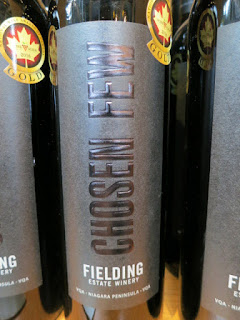 CHOSEN FEW
FIELDING
ESTATE WINERY
VQA · NIAGARA PENINSULA · VQA
GOLD
GOLD